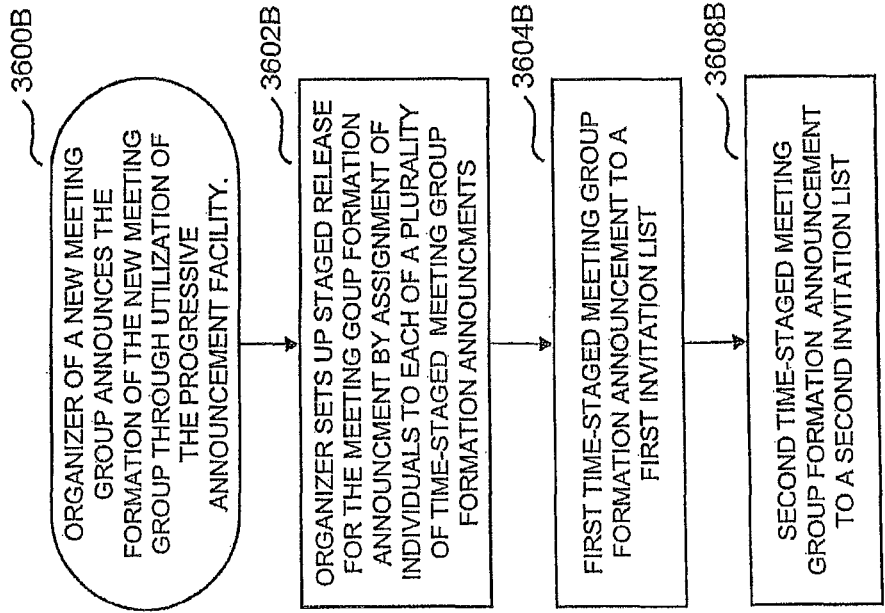 3600B
ORGANIZER OF A NEW MEETING
GROUP ANNOUNCES THE
FORMATION OF THE NEW MEETING
GROUP THROUGH UTILIZATION OF
THE PROGRESSIVE
ANNOUNCEMENT FACILITY.
3602B
ORGANIZER SETS UP STAGED RELEASE
FOR THE MEETING GOUP FORMATION
ANNOUNCMENT BY ASSIGNMENT OF
INDIVIDUALS TO EACH OF A PLURALITY
OF TIME-STAGED MEETING GROUP
FORMATION ANNOUNCMENTS
3604B
FIRST TIME-STAGED MEETING GROUP
FORMATION ANNOUNCEMENT TO A
FIRST INVITATION LIST
3608B
SECOND TIME-STAGED MEETING
GROUP FORMATION ANNOUNCEMENT
TO A SECOND INVITATION LIST